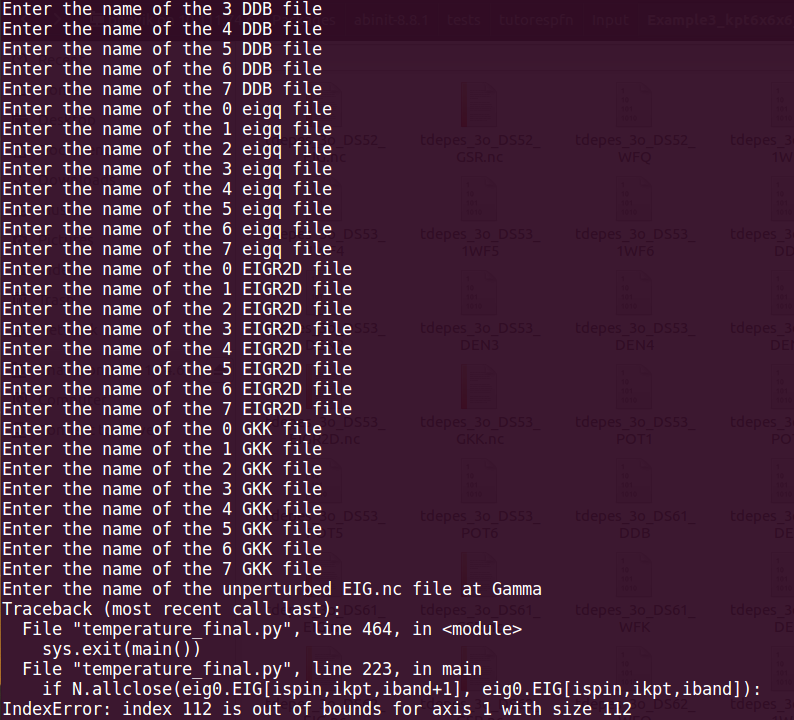 Enter the name of the 3 DDB file
Enter the name of the 4 DDB file
Enter the name of the 5 DDB file
Enter the name of the 6 DDB file
Enter the name of the 7 DDB file
Enter the name of the 0 eigq file
Enter the name of the 1 eigq file
Enter the name of the 2 eigq file
Enter the name of the 3 eigq file
Enter the name of the 4 eigq file
Enter the name of the 5 eigq file
Enter the name of the 6 eigq file
Enter the name of the 7 eigq file
Enter the name of the 0 EIGR2D file
Enter the name of the 1 EIGR2D file
Enter the name of the 2 EIGR2D file
Enter the name of the 3 EIGR2D file
Enter the name of the 4 EIGR2D file
Enter the name of the 5 EIGR2D file
Enter the name of the 6 EIGR2D file
Enter the name of the 7 EIGR2D file
Enter the name of the 0 GKK file
Enter the name of the 1 GKK file
Enter the name of the 2 GKK file
Enter the name of the 3 GKK file
Enter the name of the 4 GKK file
Enter the name of the 5 GKK file
Enter the name of the 6 GKK file
Enter the name of the 7 GKK file
Enter the name of the unperturbed EIG.nc file at Gamma
Traceback (most recent call last):
  File "temperature_final.py", line 464, in <module>
    sys.exit(main())
  File "temperature_final.py", line 223, in main
    if N.allclose(eig0.EIG[ispin,ikpt,iband+1], eig0.EIG[ispin,ikpt,iband]):
IndexError: index 112 is out of bounds for axis 1 with size 112